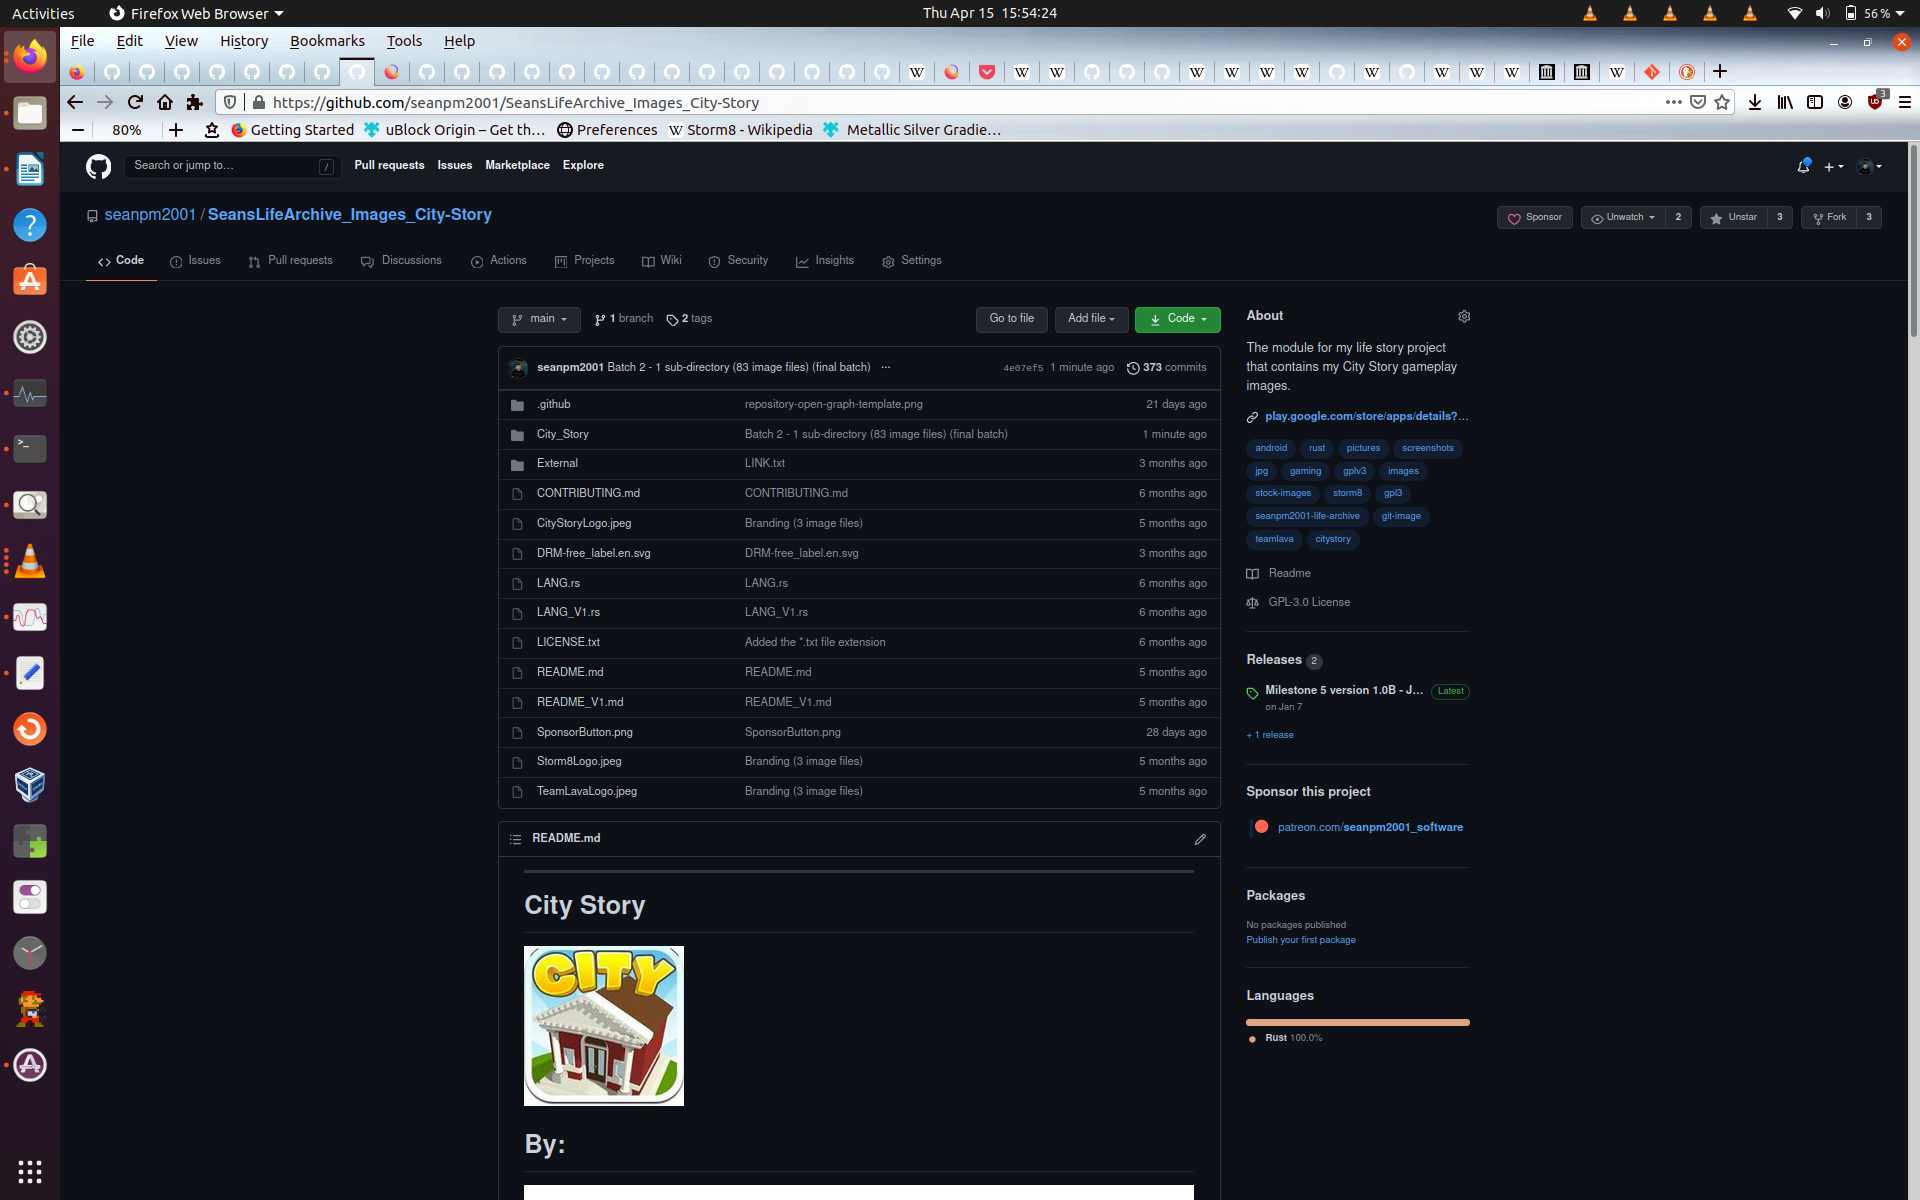 Activities
Firefox Web Browser
Thu Apr 15 15:54:24
56 %
File Edit View History Bookmarks Tools Help
https://github.com/seanpm2001/SeansLifeArchive_Images_City-Story
3
80%
Getting Started
uBlock Origin – Get th…
Preferences
Storm8 - Wikipedia
Metallic Silver Gradie…
Search or jump to…
/
Pull requests
Issues
Marketplace
Explore
seanpm2001 / SeansLifeArchive_Images_City-Story
Sponsor
Unwatch 2
Unstar 3
Fork 3
Code
Issues
Pull requests
Discussions
Actions
Projects
Wiki
Security
Insights
Settings
main
1 branch
2 tags
Go to file
Add file
Code
seanpm2001 Batch 2 - 1 sub-directory (83 image files) (final batch) ... 4e07ef5 1 minute ago 373 commits
.github repository-open-graph-template.png 21 days ago
City_Story Batch 2 - 1 sub-directory (83 image files) (final batch) 1 minute ago
External LINK.txt 3 months ago
CONTRIBUTING.md CONTRIBUTING.md 6 months ago
CityStoryLogo.jpeg Branding (3 image files) 5 months ago
DRM-free_label.en.svg DRM-free_label.en.svg 3 months ago
LANG.rs LANG.rs 6 months ago
LANG_V1.rs LANG_V1.rs 6 months ago
LICENSE.txt Added the *.txt file extension 6 months ago
README.md README.md 5 months ago
README_V1.md README_V1.md 5 months ago
SponsorButton.png SponsorButton.png 28 days ago
Storm8Logo.jpeg Branding (3 image files) 5 months ago
TeamLavaLogo.jpeg Branding (3 image files) 5 months ago
README.md
City Story
CITY
By:
About
The module for my life story project
that contains my City Story gameplay
images.
play.google.com/store/apps/details?…
android rust pictures screenshots
jpg gaming gplv3 images
stock-images storm8 gpl3
seanpm2001-life-archive git-image
teamlava citystory
Readme
GPL-3.0 License
Releases 2
Milestone 5 version 1.0B - J… Latest
on Jan 7
+ 1 release
Sponsor this project
patreon.com/seanpm2001_software
Packages
No packages published
Publish your first package
Languages
Rust 100.0%